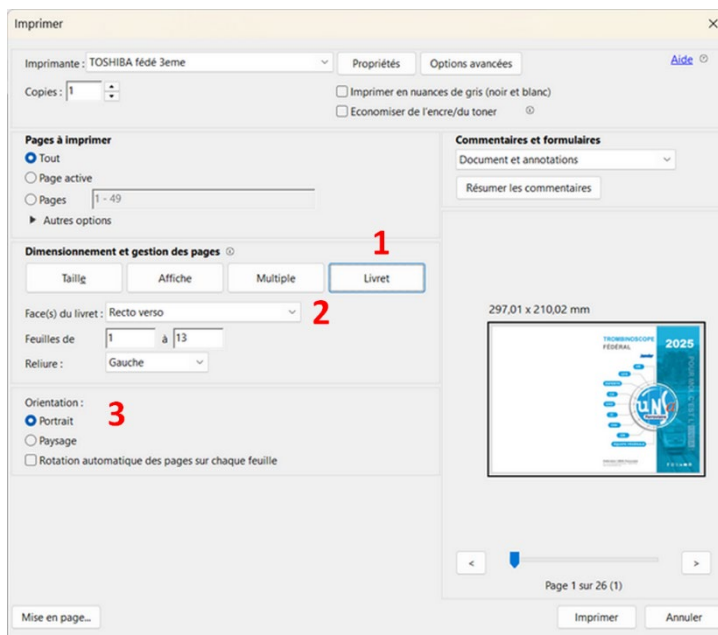 Imprimer
Imprimante : TOSHIBA fédé 3eme Propriétés Options avancées Aide
Copies : 1 Imprimer en nuances de gris (noir et blanc)
Economiser de l'encre/du toner
Pages à imprimer
Tout
Page active
Pages 1 - 49
Autres options
Commentaires et formulaires
Document et annotations
Résumer les commentaires
Dimensionnement et gestion des pages
1
Taille Affiche Multiple Livret
Face(s) du livret : Recto verso 2
Feuilles de 1 à 13
Reliure : Gauche
Orientation :
Portrait 3
Paysage
Rotation automatique des pages sur chaque feuille
297,01 x 210,02 mm
TROMBINOSCOPE
FÉDÉRAL
2025
UNSa
< >
Page 1 sur 26 (1)
Mise en page... Imprimer Annuler